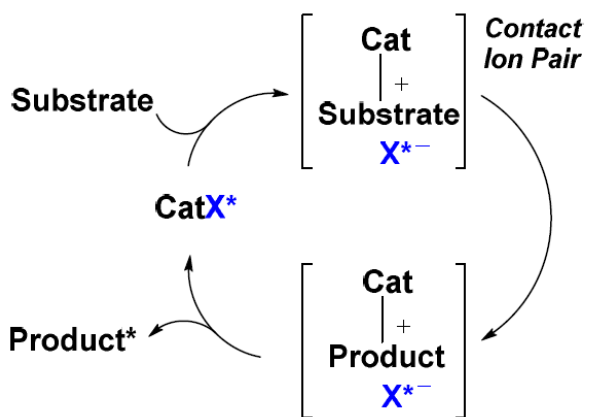 Contact
Ion Pair
Cat
+
Substrate
X*−
Substrate
CatX*
Cat
+
Product
X*−
Product*